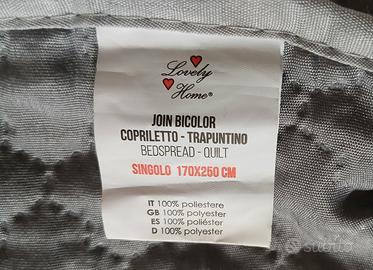 Lovely
Home®
JOIN BICOLOR
COPRILETTO - TRAPUNTINO
BEDSPREAD - QUILT
SINGOLO 170X260 CM
IT 100% poliestere
GB 100% polyester
ES 100% poliéster
D 100% polyester
subito